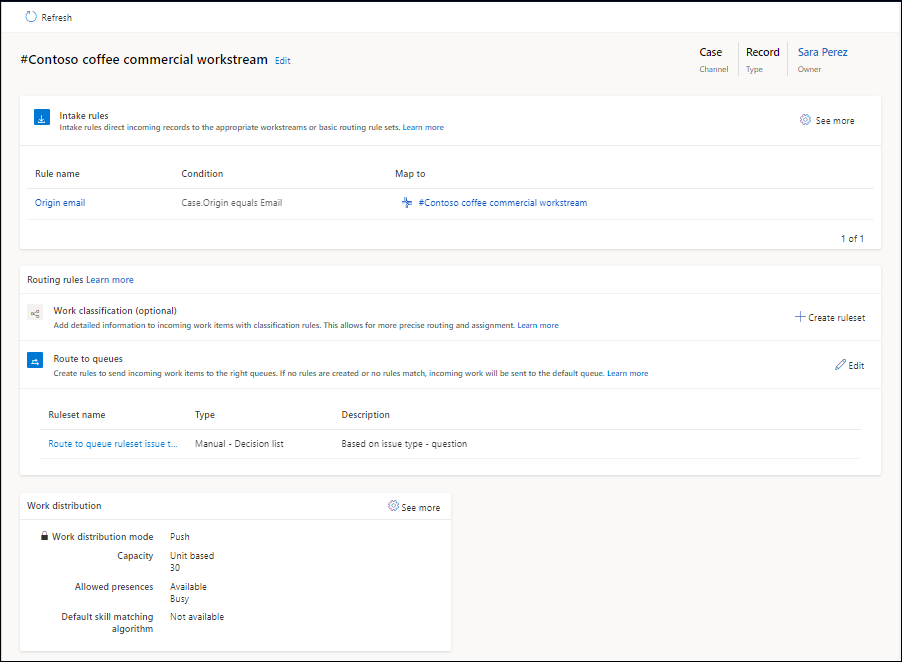 Refresh
#Contoso coffee commercial workstream Edit
Case Record Sara Perez
Channel Type Owner
Intake rules
Intake rules direct incoming records to the appropriate workstreams or basic routing rule sets. Learn more
See more
Rule name Condition Map to
Origin email Case.Origin equals Email #Contoso coffee commercial workstream
1 of 1
Routing rules Learn more
Work classification (optional)
Add detailed information to incoming work items with classification rules. This allows for more precise routing and assignment. Learn more
Create ruleset
Route to queues
Create rules to send incoming work items to the right queues. If no rules are created or no rules match, incoming work will be sent to the default queue. Learn more
Edit
Ruleset name Type Description
Route to queue ruleset issue t... Manual - Decision list Based on issue type - question
Work distribution See more
Work distribution mode Push
Capacity Unit based
30
Allowed presences Available
Busy
Default skill matching Not available
algorithm